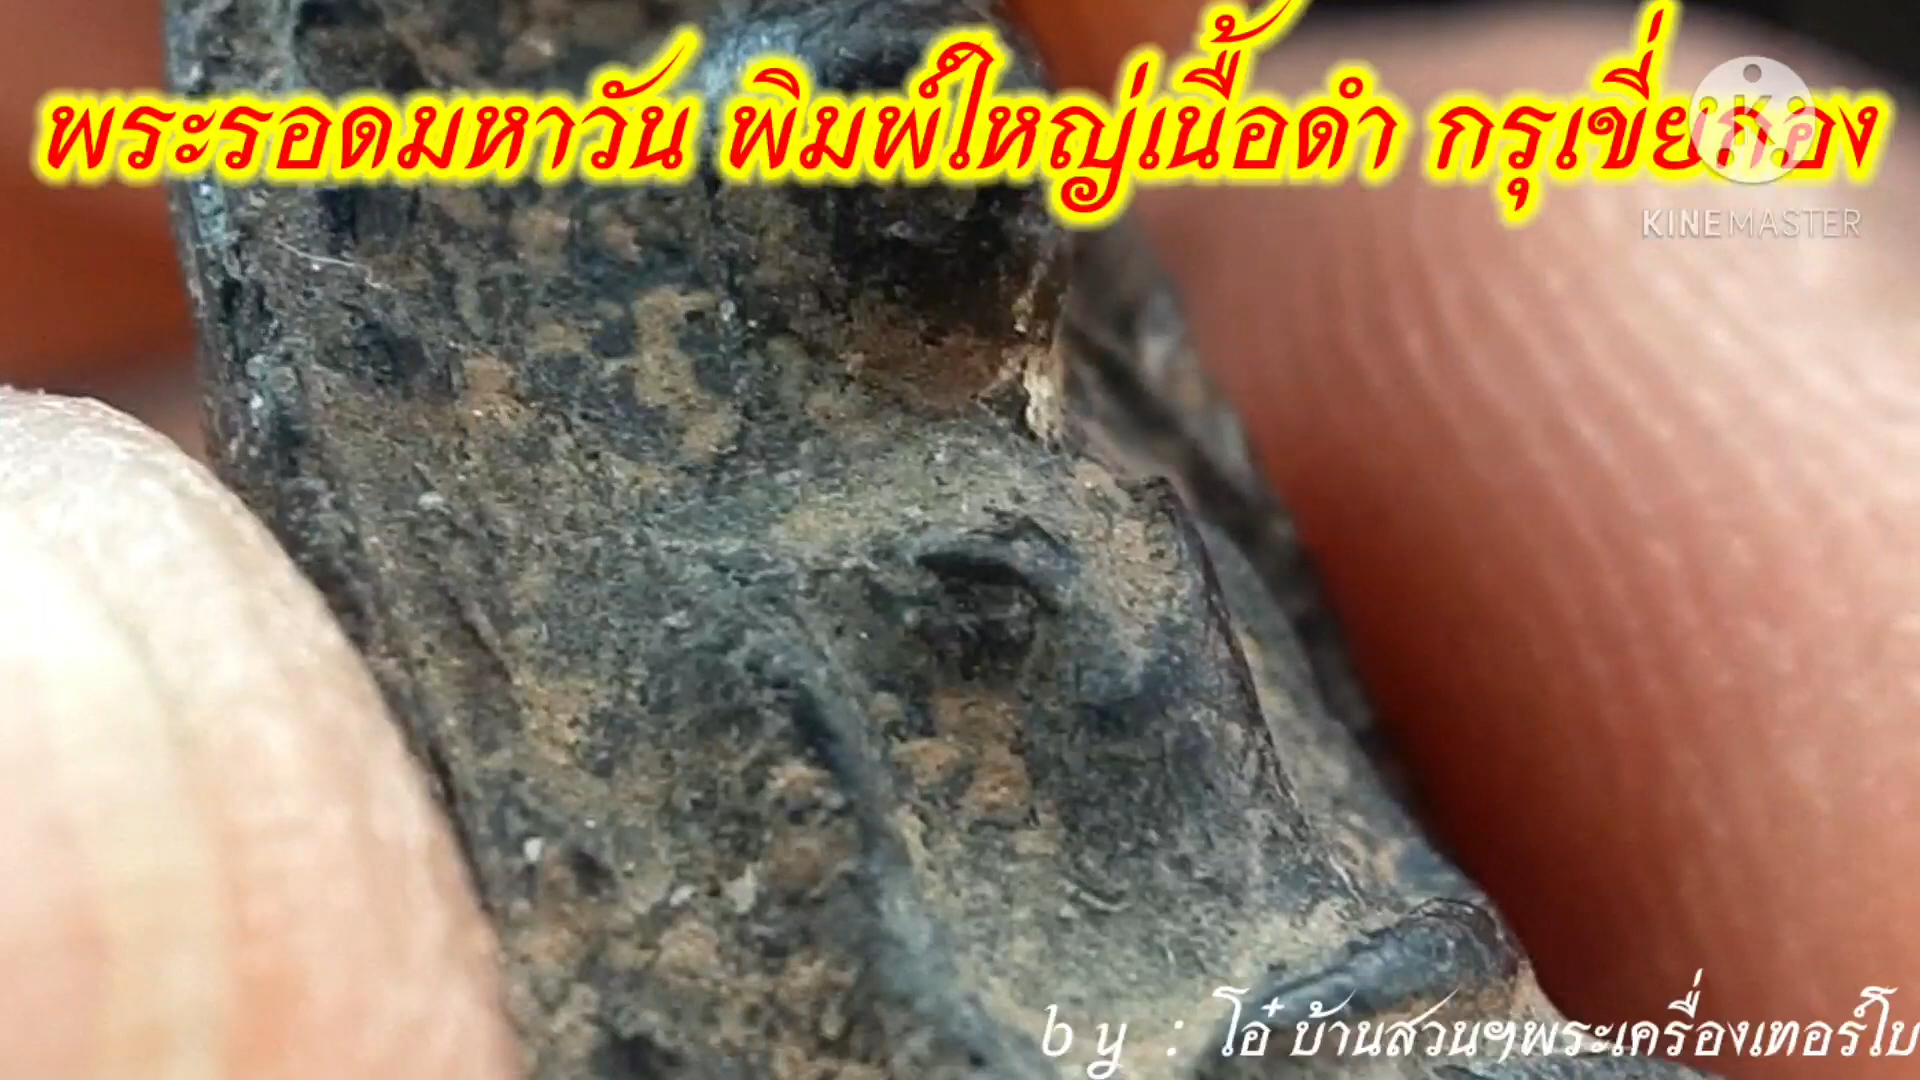 พระรอดมหาวัน พิมพ์ใหญ่เนื้อดำ กรุเขี่ยกอง
KINEMASTER
by : โอ๋ บ้านสวนฯพระเครื่องเทอร์โบ